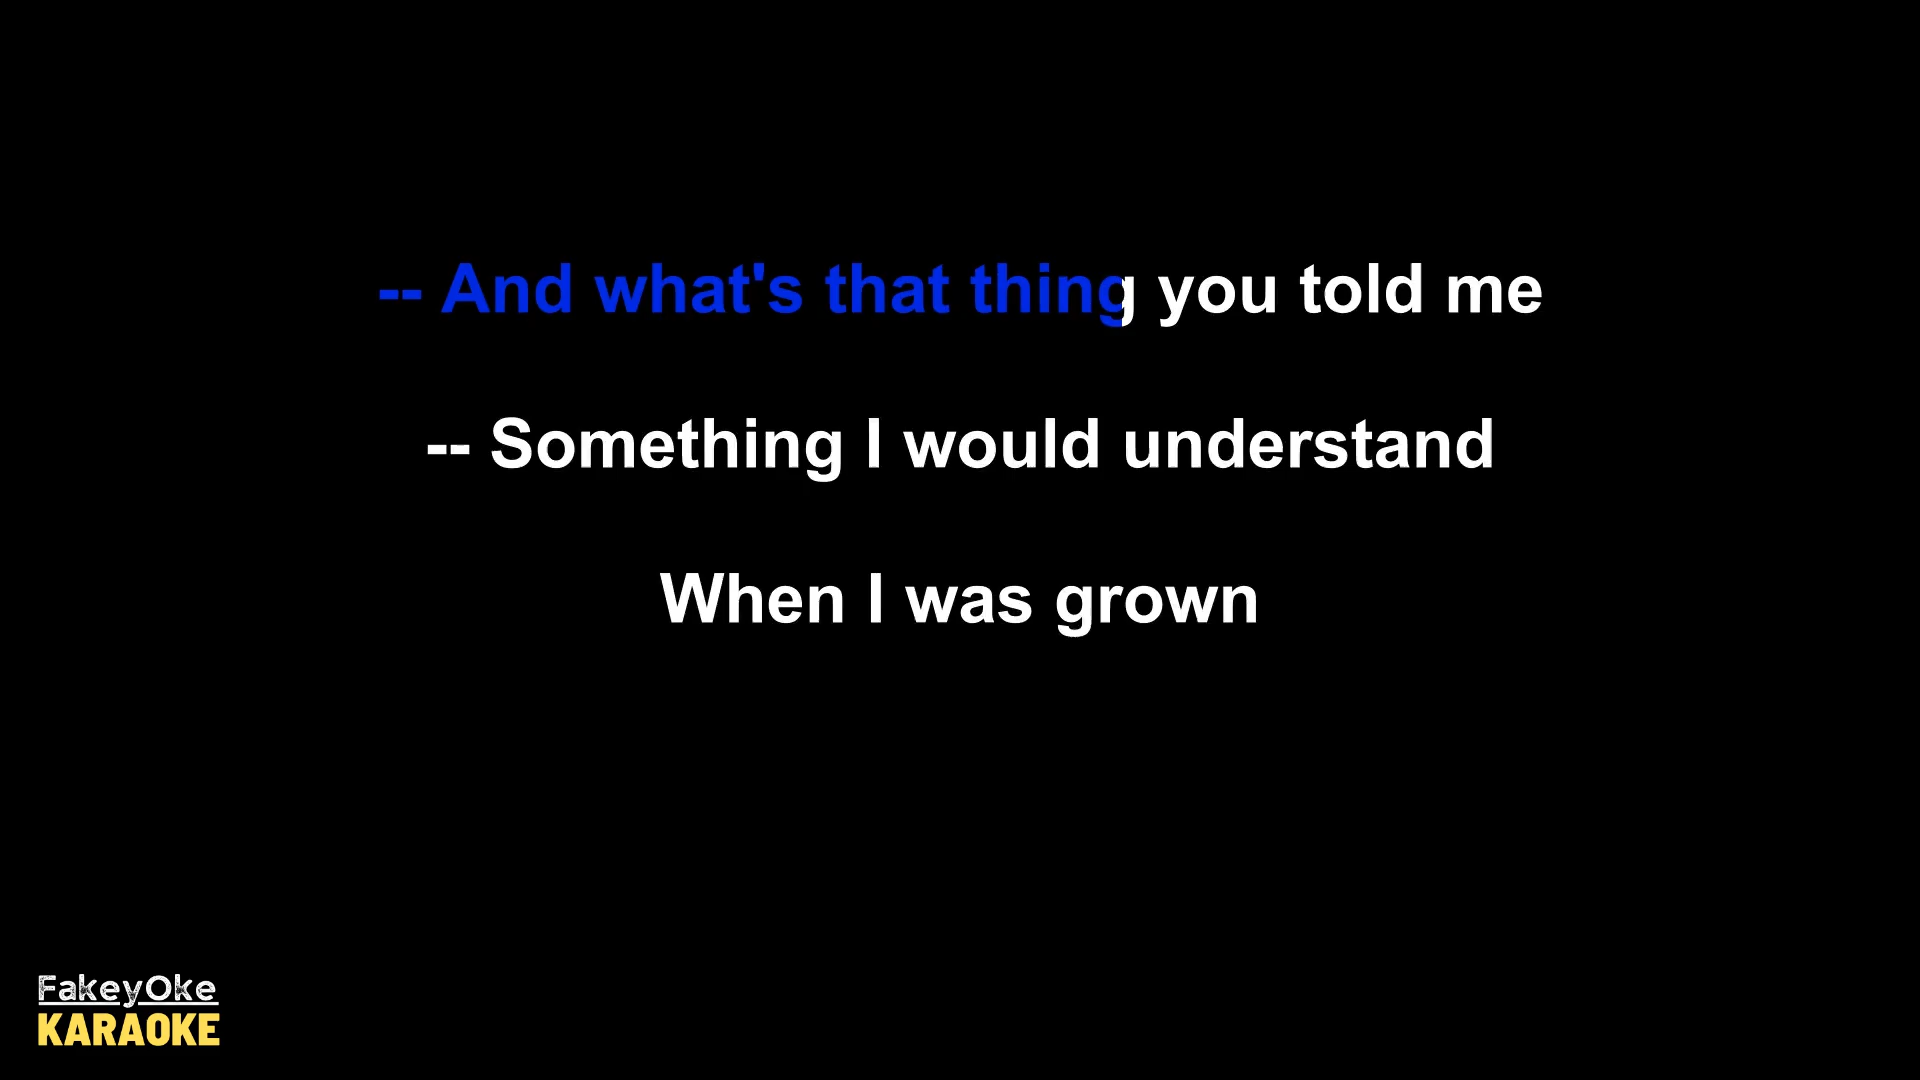 -- And what's that thing you told me
-- Something I would understand
When I was grown
FakeyOke
KARAOKE